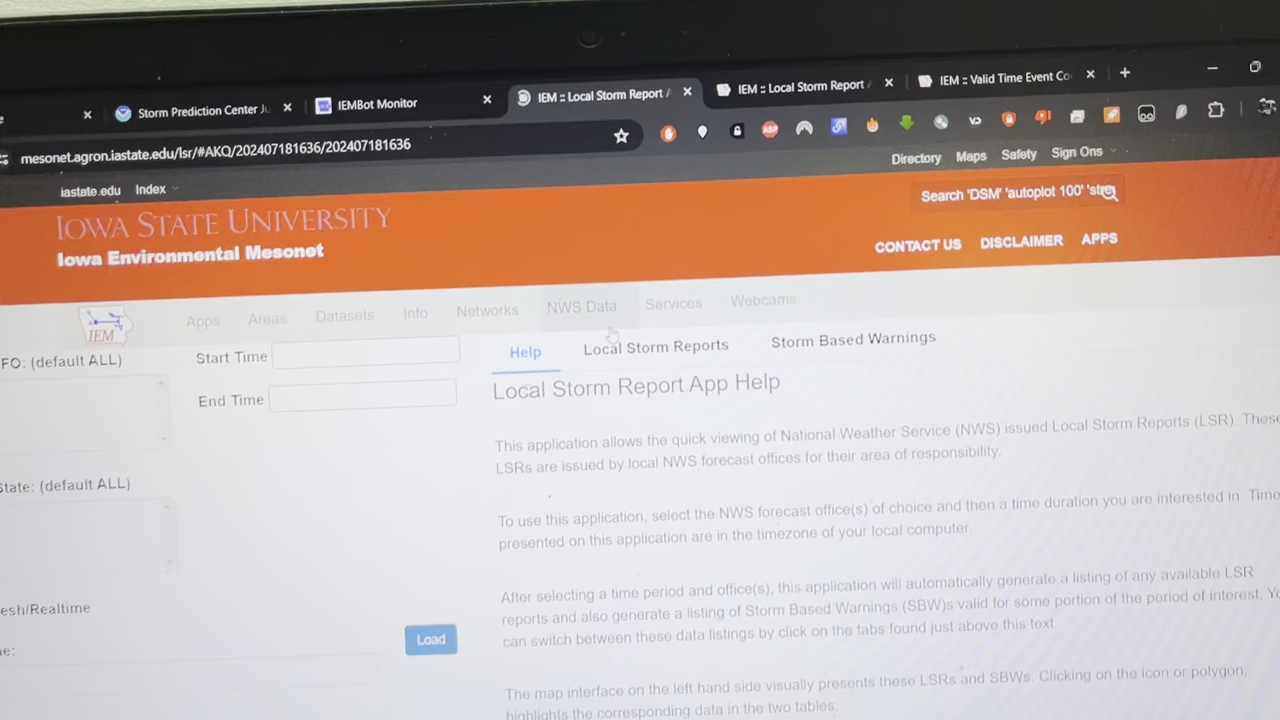 Storm Prediction Center
IEMBot Monitor
IEM :: Local Storm Report
IEM :: Local Storm Report
IEM :: Valid Time Event Co
mesonet.agron.iastate.edu/lsr/#AKQ/202407181636/202407181636
ABP
iastate.edu Index
Directory Maps Safety Sign Ons
IOWA STATE UNIVERSITY
Iowa Environmental Mesonet
Search 'DSM' 'autoplot 100'
CONTACT US DISCLAIMER APPS
IEM
Apps Areas Datasets Info Networks NWS Data Services Webcams
FO: (default ALL)
Start Time
End Time
State: (default ALL)
esh/Realtime
Load
Help Local Storm Reports Storm Based Warnings
Local Storm Report App Help
This application allows the quick viewing of National Weather Service (NWS) issued Local Storm Reports (LSR). These
LSRs are issued by local NWS forecast offices for their area of responsibility.
To use this application, select the NWS forecast office(s) of choice and then a time duration you are interested in. Time
presented on this application are in the timezone of your local computer.
After selecting a time period and office(s), this application will automatically generate a listing of any available LSR
reports and also generate a listing of Storm Based Warnings (SBW)s valid for some portion of the period of interest. Yo
can switch between these data listings by click on the tabs found just above this text
The map interface on the left hand side visually presents these LSRs and SBWs. Clicking on the icon or polygon,
highlights the corresponding data in the two tables.